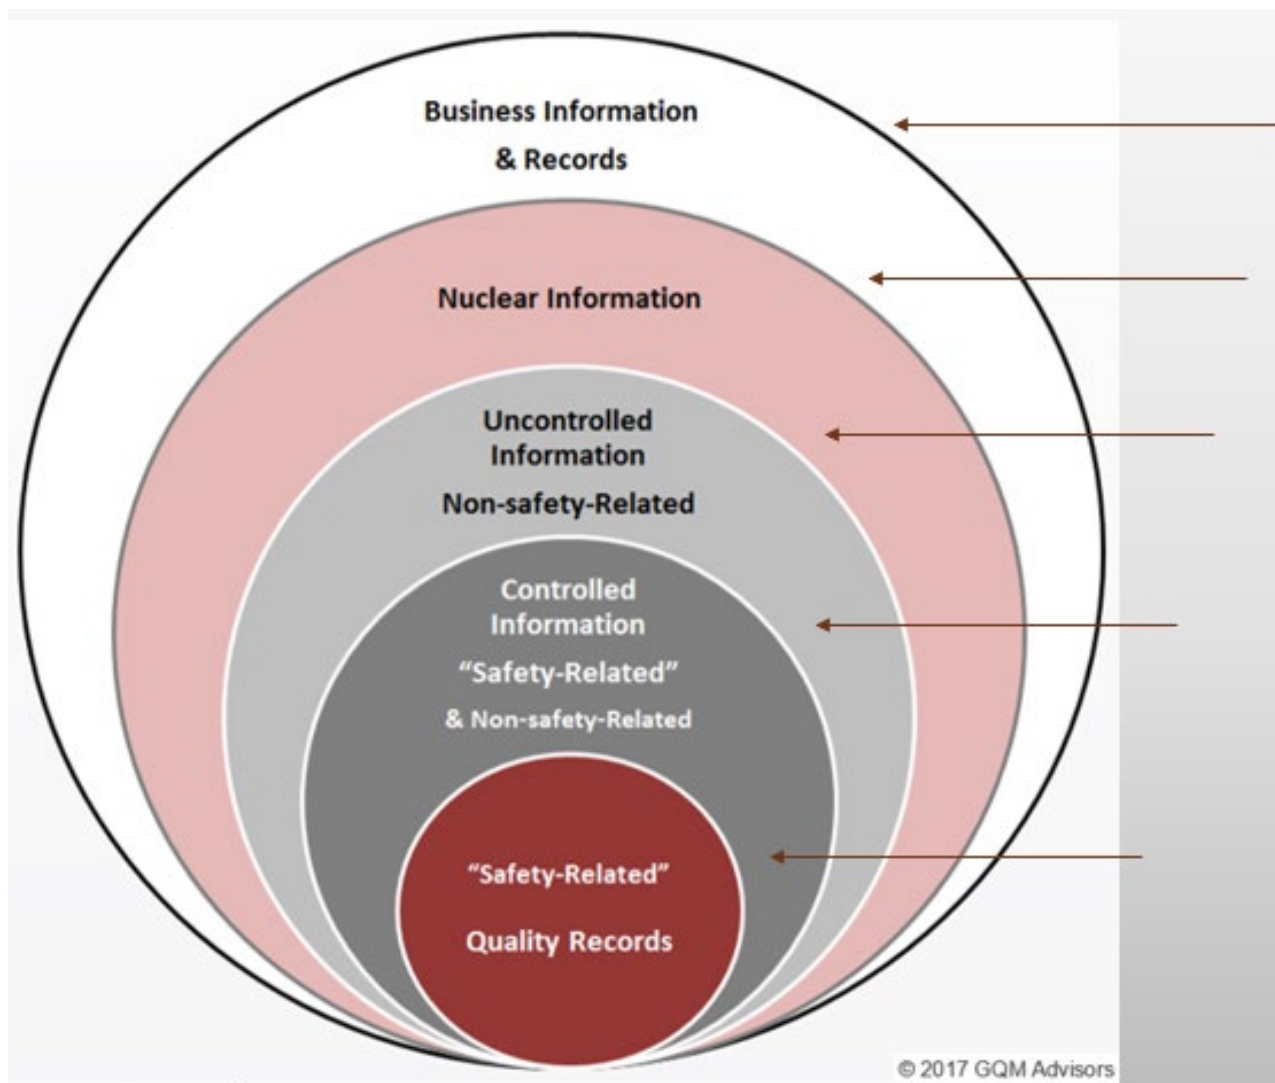 Business Information
& Records
Nuclear Information
Uncontrolled
Information
Non-safety-Related
Controlled
Information
“Safety-Related”
& Non-safety-Related
“Safety-Related”
Quality Records
© 2017 GQM Advisors